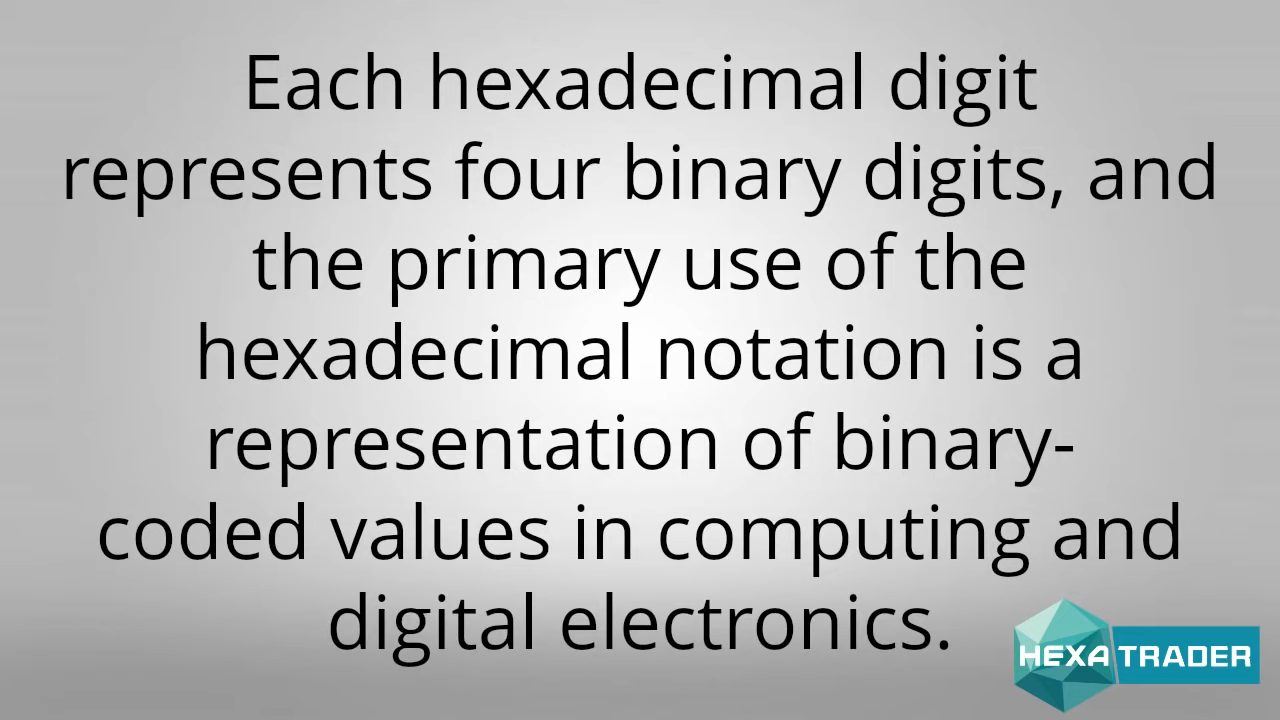 Each hexadecimal digit
represents four binary digits, and
the primary use of the
hexadecimal notation is a
representation of binary-
coded values in computing and
digital electronics.
HEXA TRADER